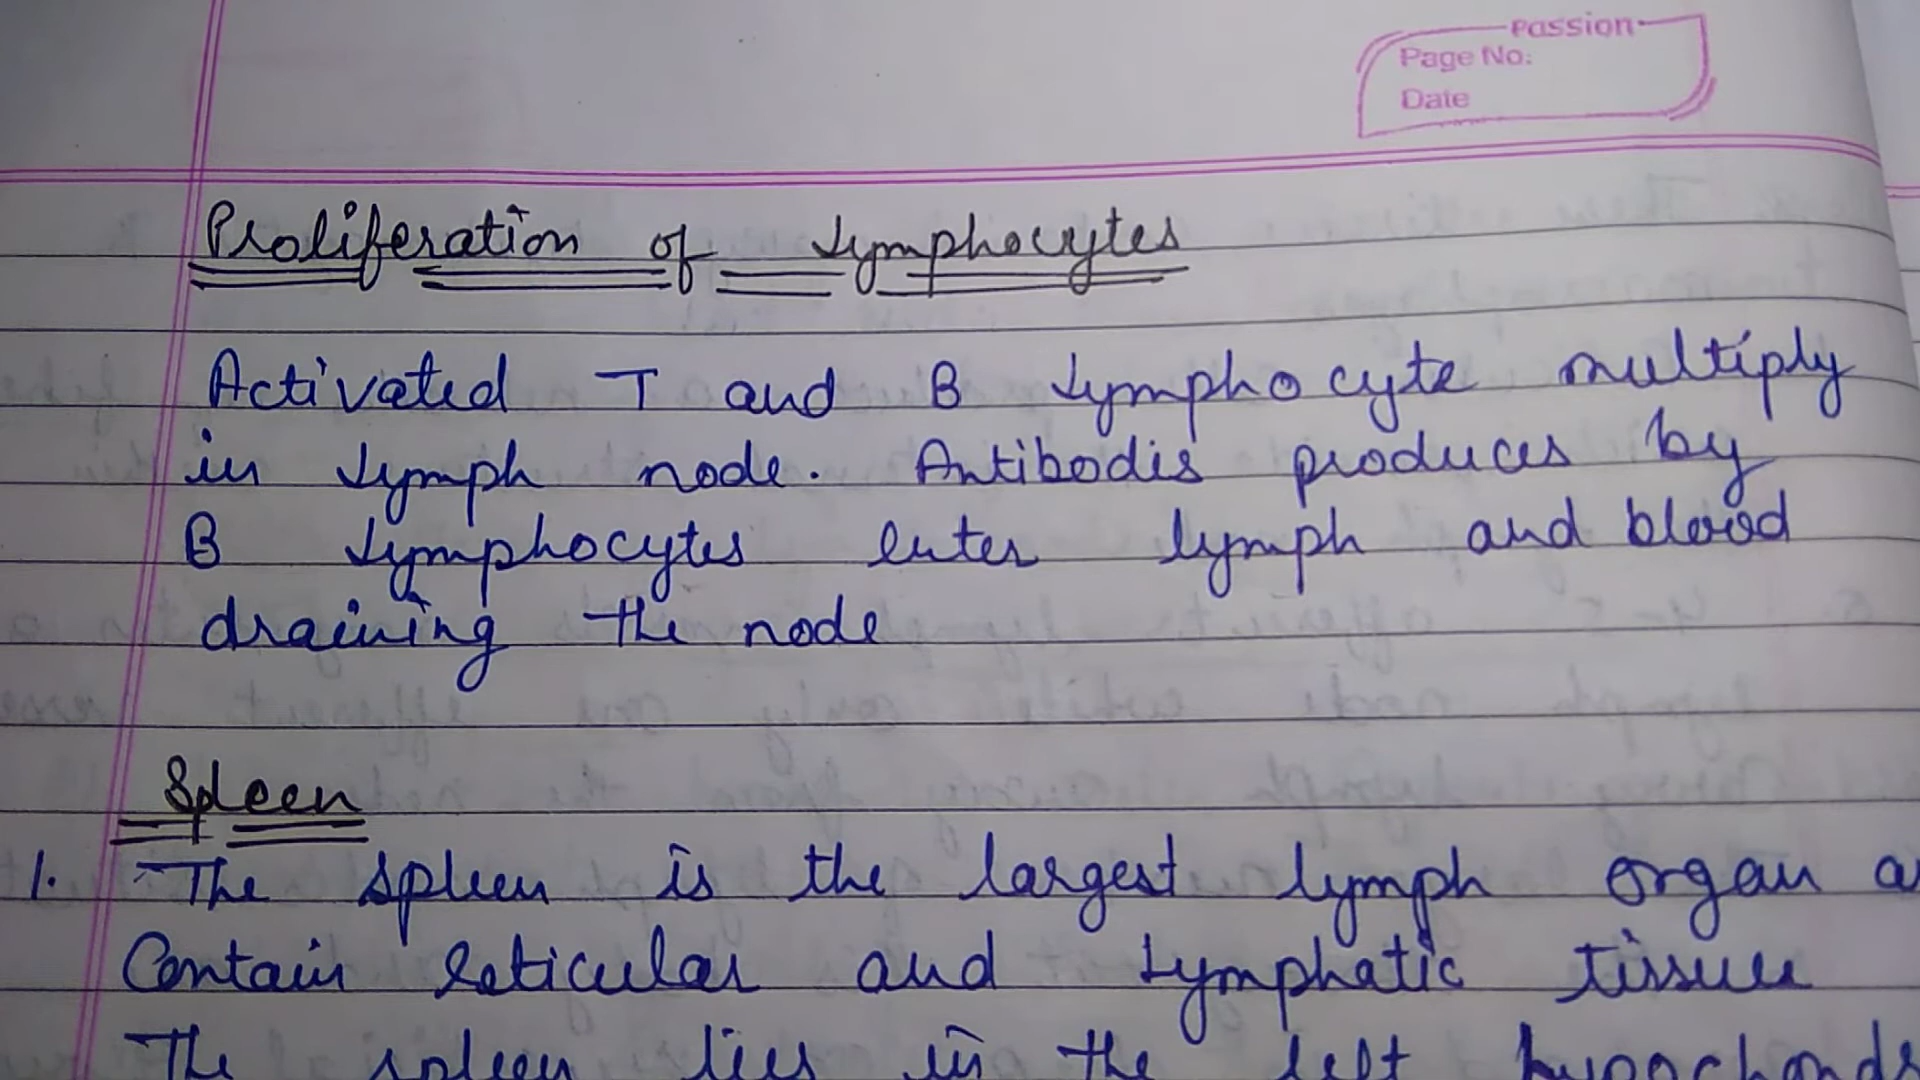 Passion
Page No:
Date
Proliferation of Lymphocytes
Activated T and B Lymphocyte multiply
in Lymph node. Antibodis produces by
B Lymphocytes enter lymph and blood
draining the node
Spleen
1. The spleen is the largest lymph organ a
Contain reticular and Lymphatic tissue
The spleen lies in the left hypochond